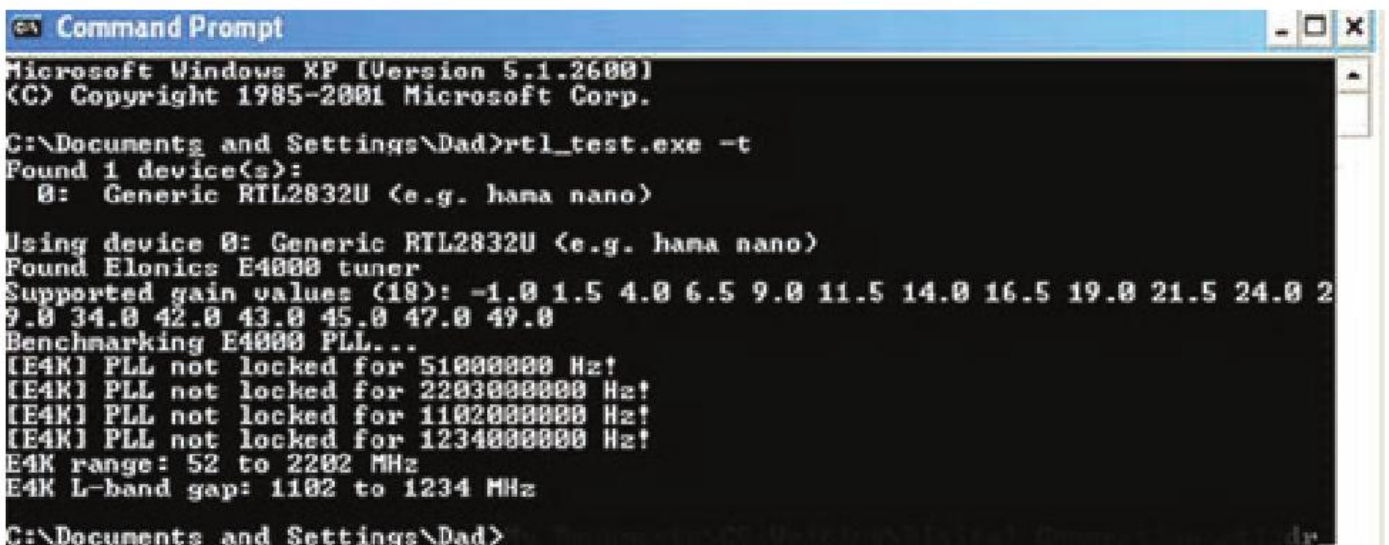 Command Prompt
Microsoft Windows XP [Version 5.1.2600]
(C) Copyright 1985-2001 Microsoft Corp.
C:\Documents and Settings\Dad>rtl_test.exe -t
Found 1 device(s):
0: Generic RTL2832U (e.g. hama nano)
Using device 0: Generic RTL2832U (e.g. hama nano)
Found Elonics E4000 tuner
Supported gain values (18): -1.0 1.5 4.0 6.5 9.0 11.5 14.0 16.5 19.0 21.5 24.0 2
9.0 34.0 42.0 43.0 45.0 47.0 49.0
Benchmarking E4000 PLL...
[E4K] PLL not locked for 51000000 Hz!
[E4K] PLL not locked for 2203000000 Hz!
[E4K] PLL not locked for 1102000000 Hz!
[E4K] PLL not locked for 1234000000 Hz!
E4K range: 52 to 2202 MHz
E4K L-band gap: 1102 to 1234 MHz
C:\Documents and Settings\Dad>